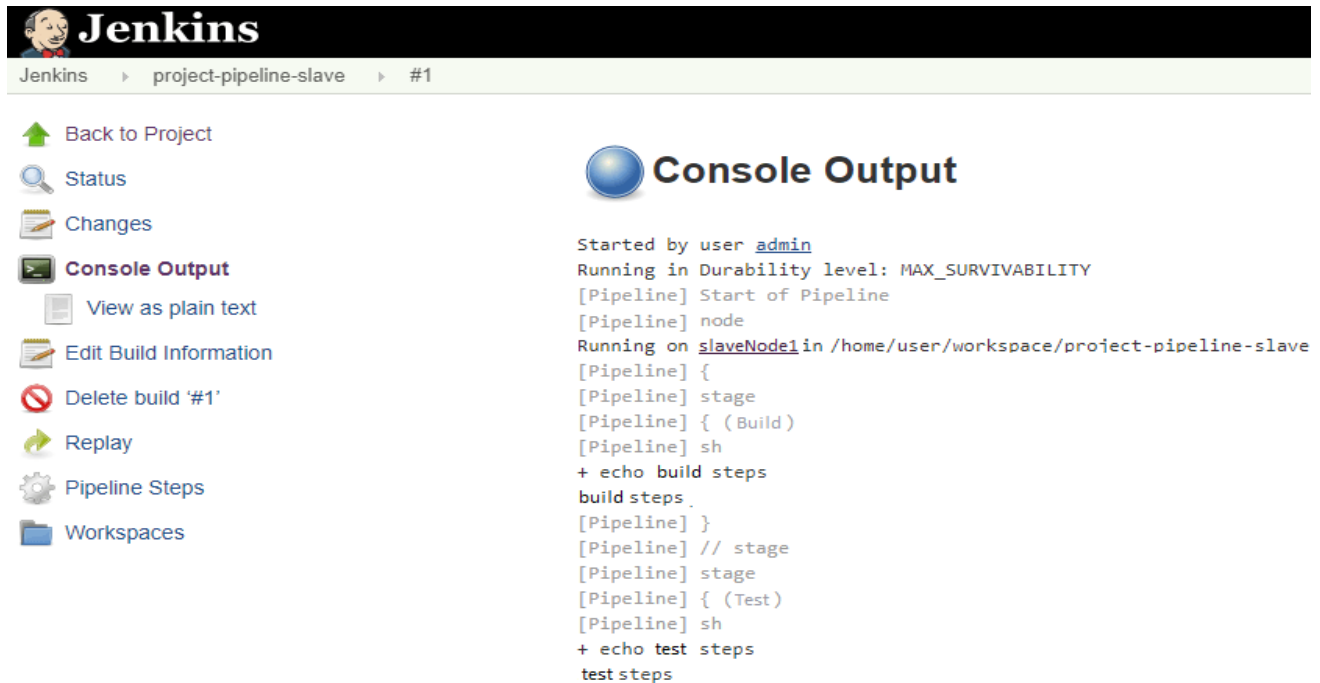 Jenkins
Jenkins project-pipeline-slave #1
Back to Project
Status
Changes
Console Output
View as plain text
Edit Build Information
Delete build ‘#1’
Replay
Pipeline Steps
Workspaces
Console Output
Started by user admin
Running in Durability level: MAX_SURVIVABILITY
[Pipeline] Start of Pipeline
[Pipeline] node
Running on slaveNode1 in /home/user/workspace/project-pipeline-slave
[Pipeline] {
[Pipeline] stage
[Pipeline] { (Build)
[Pipeline] sh
+ echo build steps
build steps
[Pipeline] }
[Pipeline] // stage
[Pipeline] stage
[Pipeline] { (Test)
[Pipeline] sh
+ echo test steps
test steps